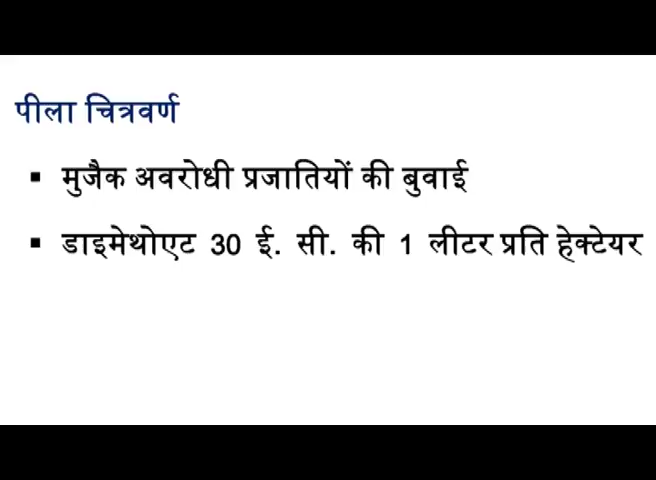 पीला चित्रवर्ण
▪ मुजैक अवरोधी प्रजातियों की बुवाई
▪ डाइमेथोएट 30 ई. सी. की 1 लीटर प्रति हेक्टेयर